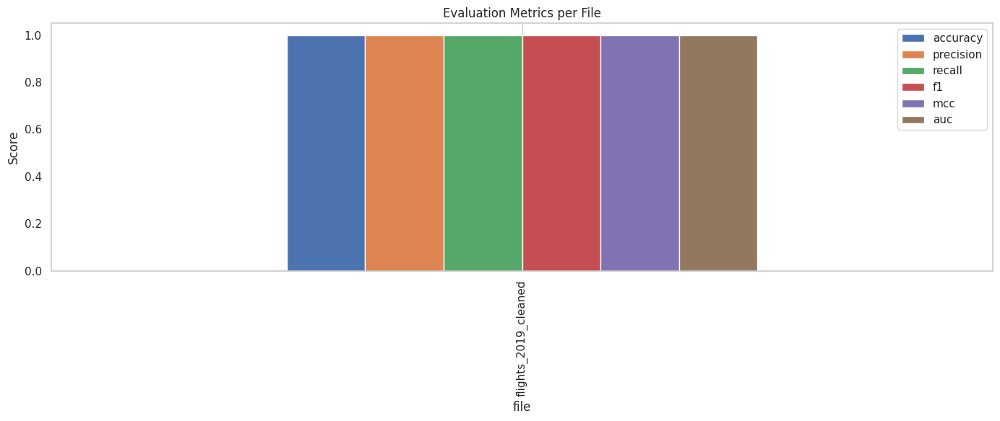 Evaluation Metrics per File
1.0
0.8
0.6
0.4
0.2
0.0
Score
accuracy
precision
recall
f1
mcc
auc
flights_2019_cleaned
file